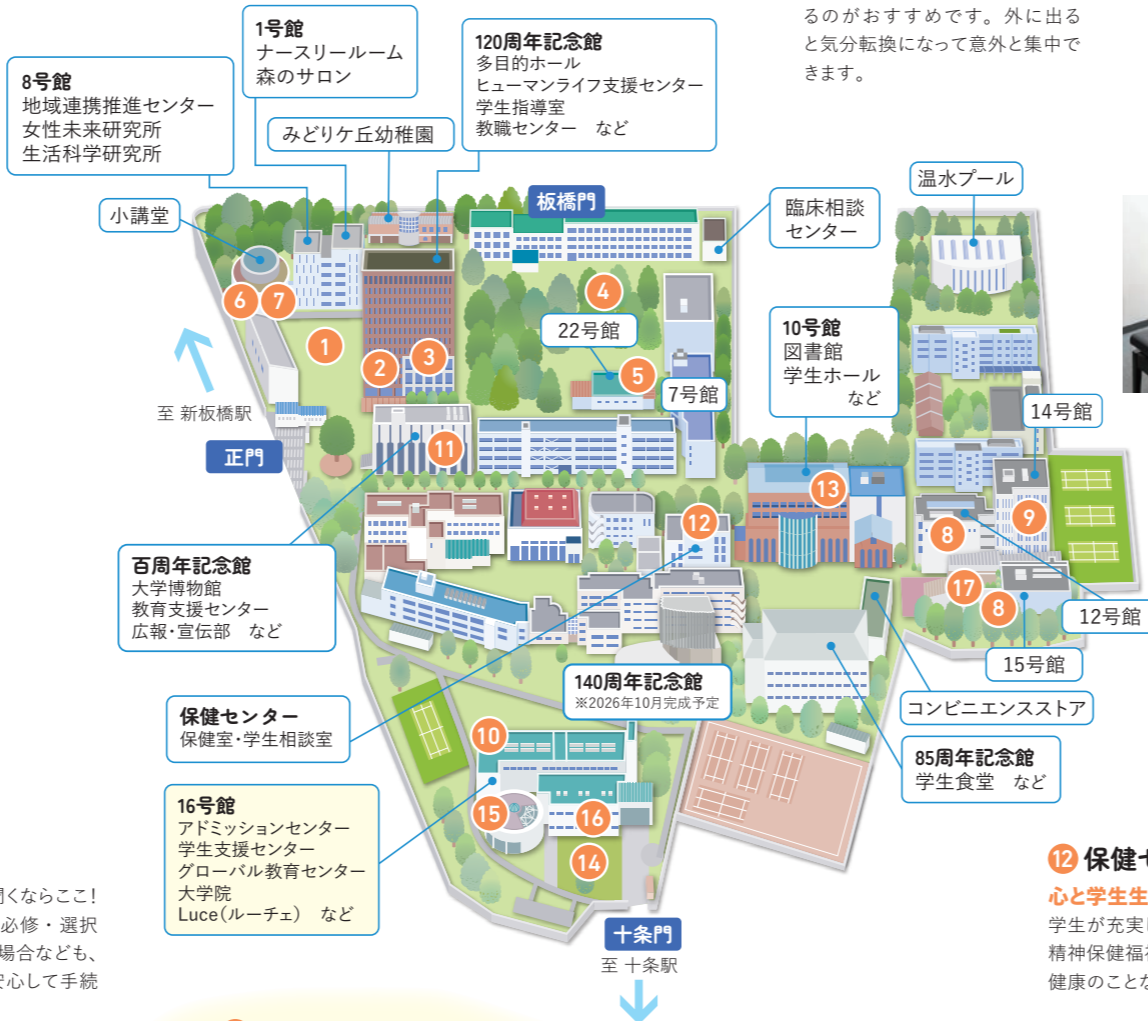 るのがおすすめです。外に出る
と気分転換になって意外と集中で
きます。
1号館
ナースリールーム
森のサロン
120周年記念館
多目的ホール
ヒューマンライフ支援センター
学生指導室
教職センター　など
8号館
地域連携推進センター
女性未来研究所
生活科学研究所
みどりケ丘幼稚園
小講堂
板橋門
臨床相談
センター
温水プール
6
7
1
2
3
4
22号館
5
7号館
10号館
図書館
学生ホール
など
14号館
至 新板橋駅
正門
11
12
13
8
9
百周年記念館
大学博物館
教育支援センター
広報・宣伝部　など
17
8
12号館
15号館
140周年記念館
※2026年10月完成予定
コンビニエンスストア
保健センター
保健室・学生相談室
85周年記念館
学生食堂　など
10
15
16
14
16号館
アドミッションセンター
学生支援センター
グローバル教育センター
大学院
Luce（ルーチェ）　など
十条門
至 十条駅
くならここ！
必修・選択
場合なども、
安心して手続
12 保健
心と学生生
学生が充実
精神保健福
健康のことな